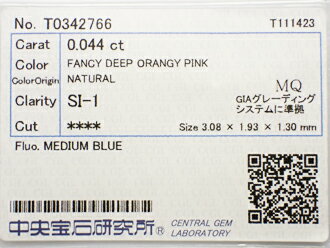 No. T0342766 T111423
Carat 0.044 ct
Color FANCY DEEP ORANGY PINK
ColorOrigin NATURAL
Clarity SI-1 MQ
GIAグレーディング
システムに準拠
Cut ****
Size 3.08 × 1.93 × 1.30 mm
Fluo. MEDIUM BLUE
中央宝石研究所® CENTRAL GEM
LABORATORY